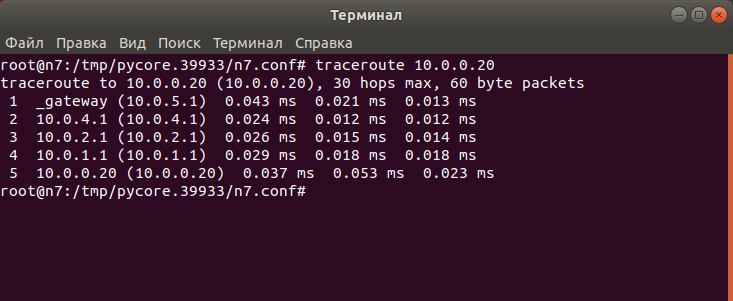 Терминал
Файл Правка Вид Поиск Терминал Справка
root@n7:/tmp/pycore.39933/n7.conf# traceroute 10.0.0.20
traceroute to 10.0.0.20 (10.0.0.20), 30 hops max, 60 byte packets
1 _gateway (10.0.5.1) 0.043 ms 0.021 ms 0.013 ms
2 10.0.4.1 (10.0.4.1) 0.024 ms 0.012 ms 0.012 ms
3 10.0.2.1 (10.0.2.1) 0.026 ms 0.015 ms 0.014 ms
4 10.0.1.1 (10.0.1.1) 0.029 ms 0.018 ms 0.018 ms
5 10.0.0.20 (10.0.0.20) 0.037 ms 0.053 ms 0.023 ms
root@n7:/tmp/pycore.39933/n7.conf#